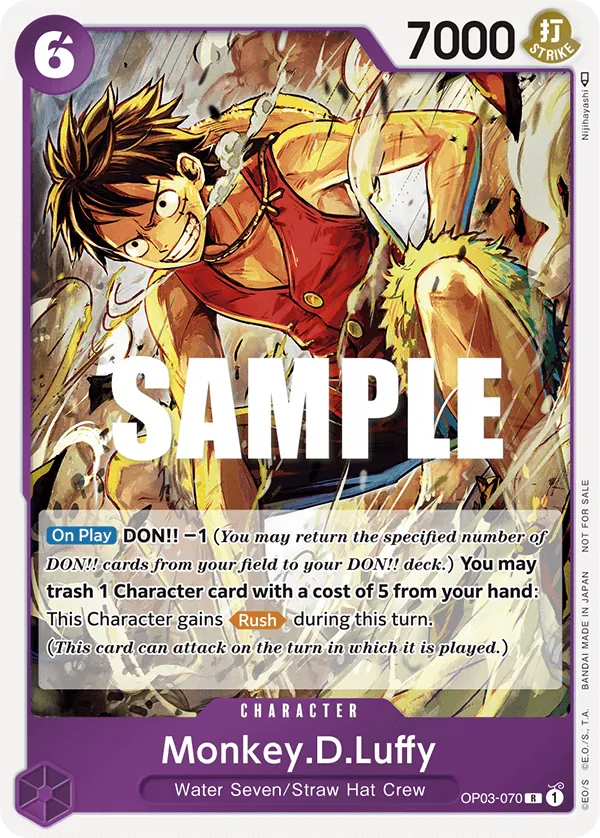 6
7000
打
STRIKE
Nijihayashi
SAMPLE
On Play DON!! −1 (You may return the specified number of
DON!! cards from your field to your DON!! deck.) You may
trash 1 Character card with a cost of 5 from your hand:
This Character gains Rush during this turn.
(This card can attack on the turn in which it is played.)
CHARACTER
Monkey.D.Luffy
Water Seven/Straw Hat Crew
OP03-070 R 1
©E.O/S ©E.O./S., T.A. BANDAI MADE IN JAPAN NOT FOR SALE